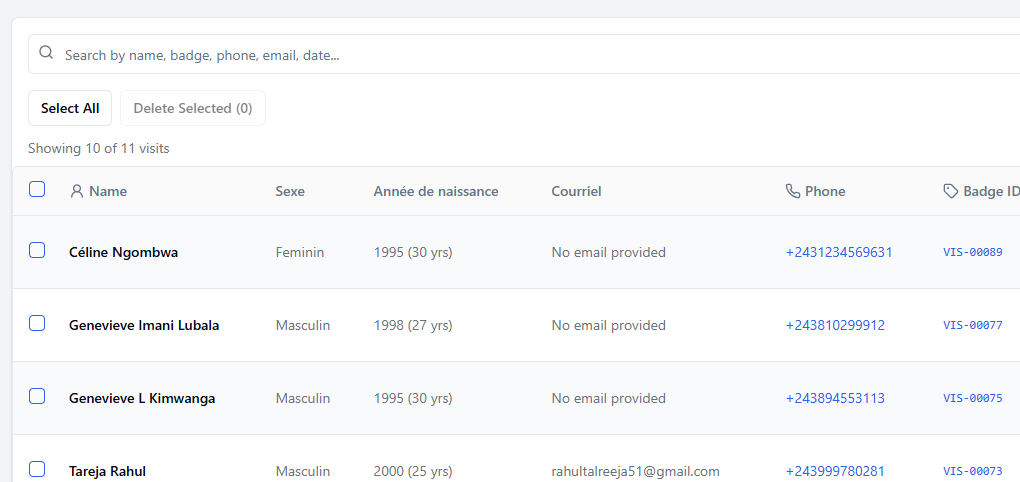 Search by name, badge, phone, email, date...
Select All Delete Selected (0)
Showing 10 of 11 visits
Name Sexe Année de naissance Courriel Phone Badge ID
Céline Ngombwa Feminin 1995 (30 yrs) No email provided +2431234569631 VIS-00089
Genevieve Imani Lubala Masculin 1998 (27 yrs) No email provided +243810299912 VIS-00077
Genevieve L Kimwanga Masculin 1995 (30 yrs) No email provided +243894553113 VIS-00075
Tareja Rahul Masculin 2000 (25 yrs) rahultalreeja51@gmail.com +243999780281 VIS-00073